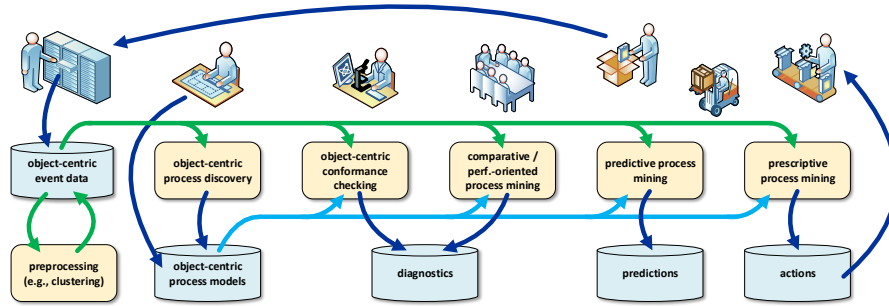 object-centric
event data
object-centric
process discovery
object-centric
conformance
checking
comparative /
perf.-oriented
process mining
predictive process
mining
prescriptive
process mining
preprocessing
(e.g., clustering)
object-centric
process models
diagnostics
predictions
actions